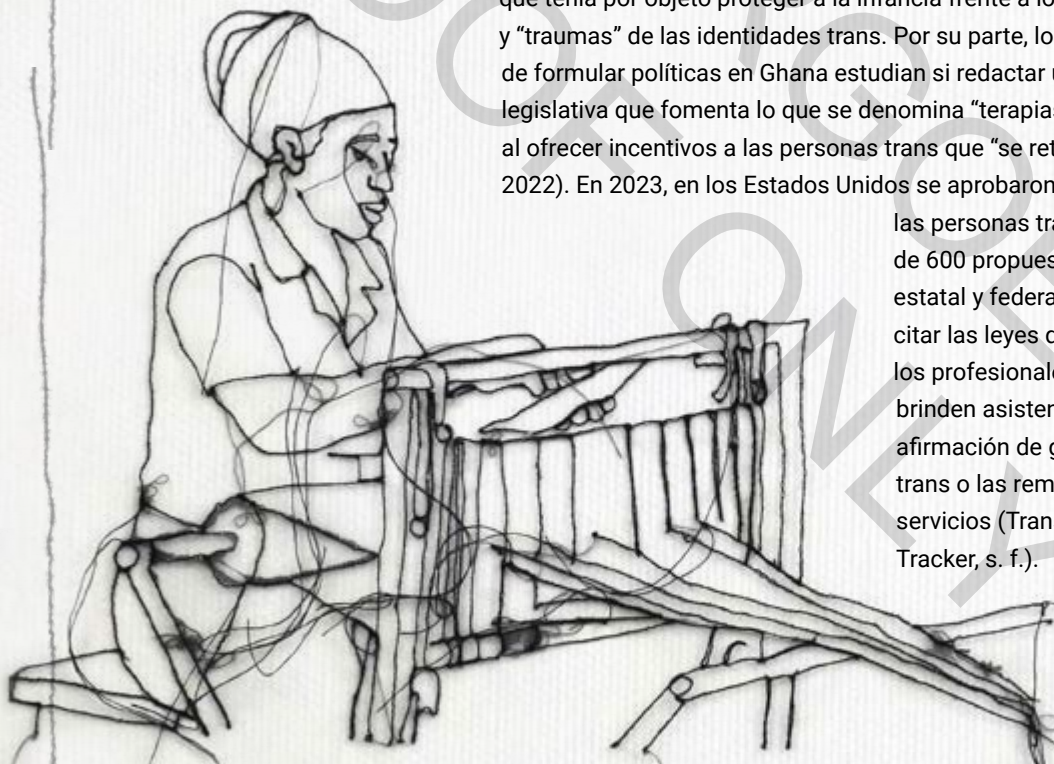 que tenía por objeto proteger a la infancia frente a lo
y “traumas” de las identidades trans. Por su parte, lo
de formular políticas en Ghana estudian si redactar
legislativa que fomenta lo que se denomina “terapias
al ofrecer incentivos a las personas trans que “se ret
2022). En 2023, en los Estados Unidos se aprobaron
las personas tra
de 600 propues
estatal y federa
citar las leyes
los profesionale
brinden asisten
afirmación de
trans o las rem
servicios (Tran
Tracker, s. f.).
ONLY